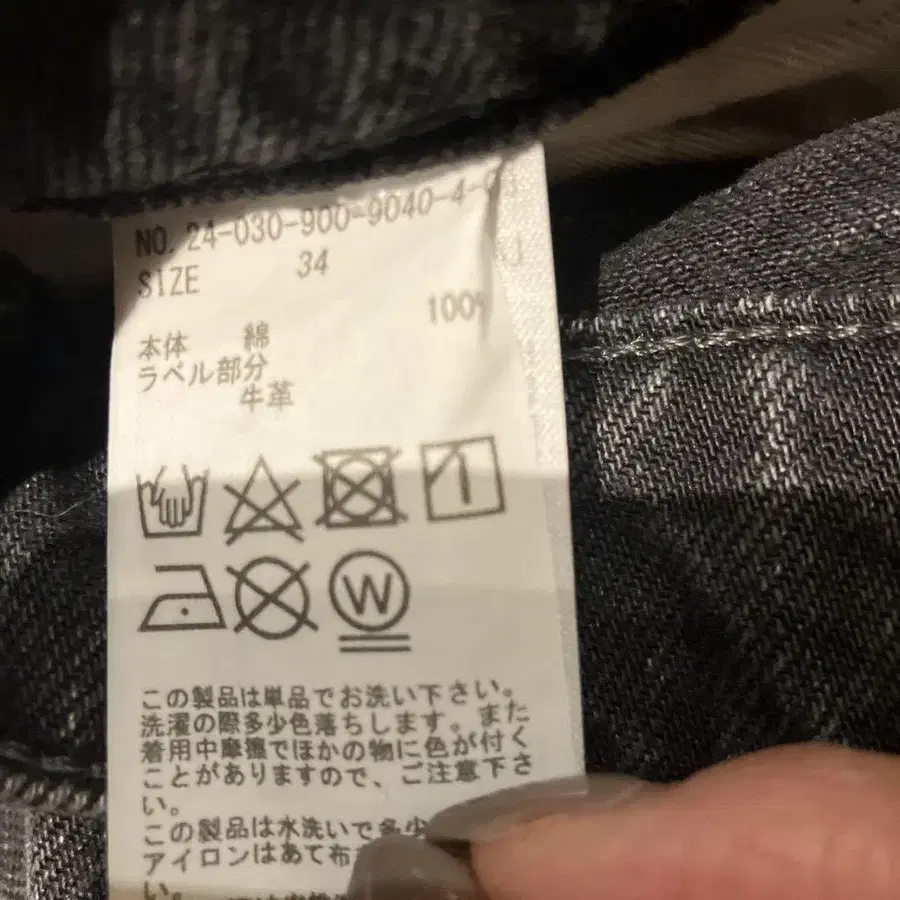 NO. 24-030-900-9040-4-0
SIZE 34
100%
本体 綿
ラベル部分
牛革
W
この製品は単品でお洗い下さい。
洗濯の際多少色落ちします。また
着用中摩擦でほかの物に色が付く
ことがありますので、ご注意下さ
い。
この製品は水洗いで多少
アイロンはあて布
い。